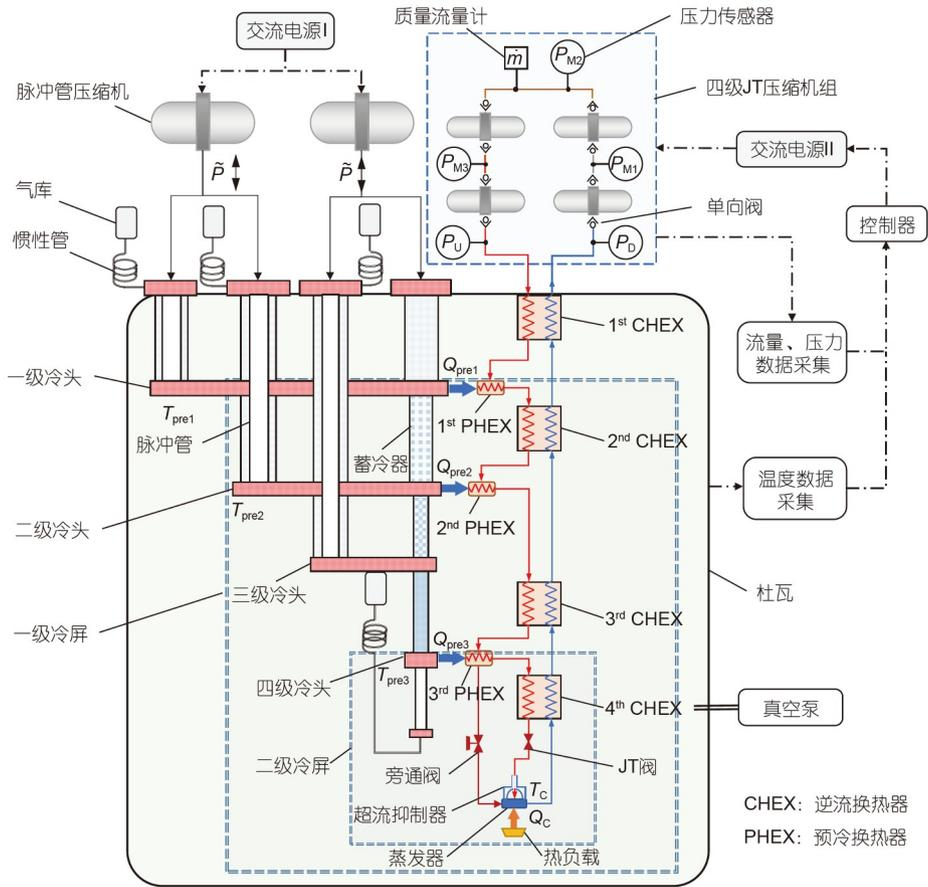 质量流量计
压力传感器
交流电源I
ṁ
P_M2
脉冲管压缩机
四级JT压缩机组
交流电源II
P_M3
P_M1
P̃
P̃
气库
单向阀
控制器
惯性管
P_U
P_D
1st CHEX
流量、压力
数据采集
一级冷头
Q_pre1
T_pre1
1st PHEX
脉冲管
2nd CHEX
蓄冷器
Q_pre2
温度数据
采集
T_pre2
二级冷头
2nd PHEX
三级冷头
杜瓦
3rd CHEX
一级冷屏
Q_pre3
T_pre3
四级冷头
3rd PHEX
4th CHEX
真空泵
二级冷屏
旁通阀
JT阀
T_C
超流抑制器
Q_C
CHEX：逆流换热器
PHEX：预冷换热器
蒸发器
热负载